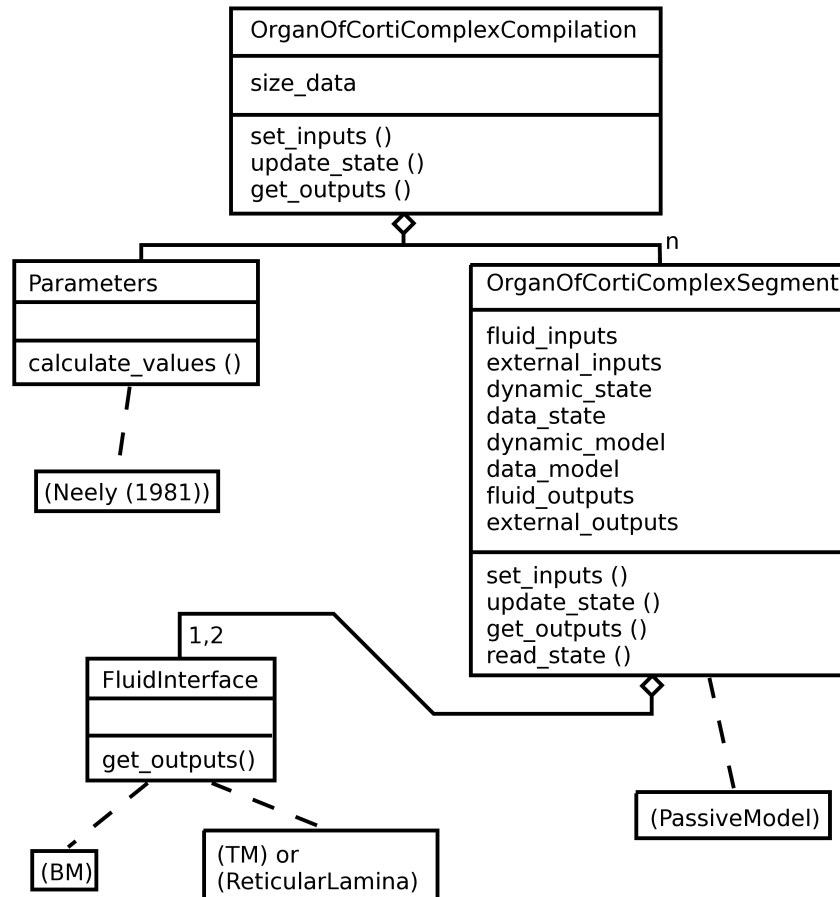 OrganOfCortiComplexCompilation
size_data
set_inputs ()
update_state ()
get_outputs ()
n
Parameters
calculate_values ()
(Neely (1981))
OrganOfCortiComplexSegment
fluid_inputs
external_inputs
dynamic_state
data_state
dynamic_model
data_model
fluid_outputs
external_outputs
set_inputs ()
update_state ()
get_outputs ()
read_state ()
1,2
FluidInterface
get_outputs()
(PassiveModel)
(BM)
(TM) or
(ReticularLamina)